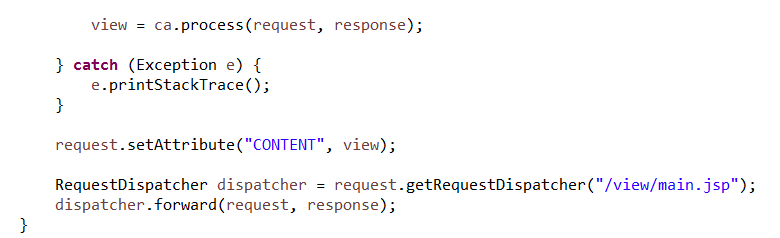 view = ca.process(request, response);
} catch (Exception e) {
e.printStackTrace();
}
request.setAttribute("CONTENT", view);
RequestDispatcher dispatcher = request.getRequestDispatcher("/view/main.jsp");
dispatcher.forward(request, response);
}